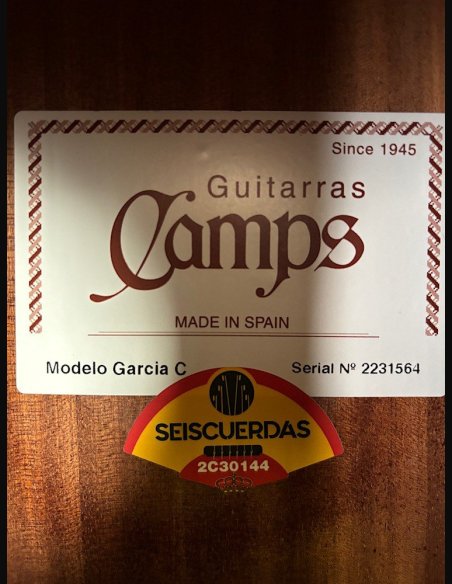 Since 1945
Guitarras
Camps
MADE IN SPAIN
Modelo Garcia C
Serial Nº 2231564
SEISCUERDAS
2C30144